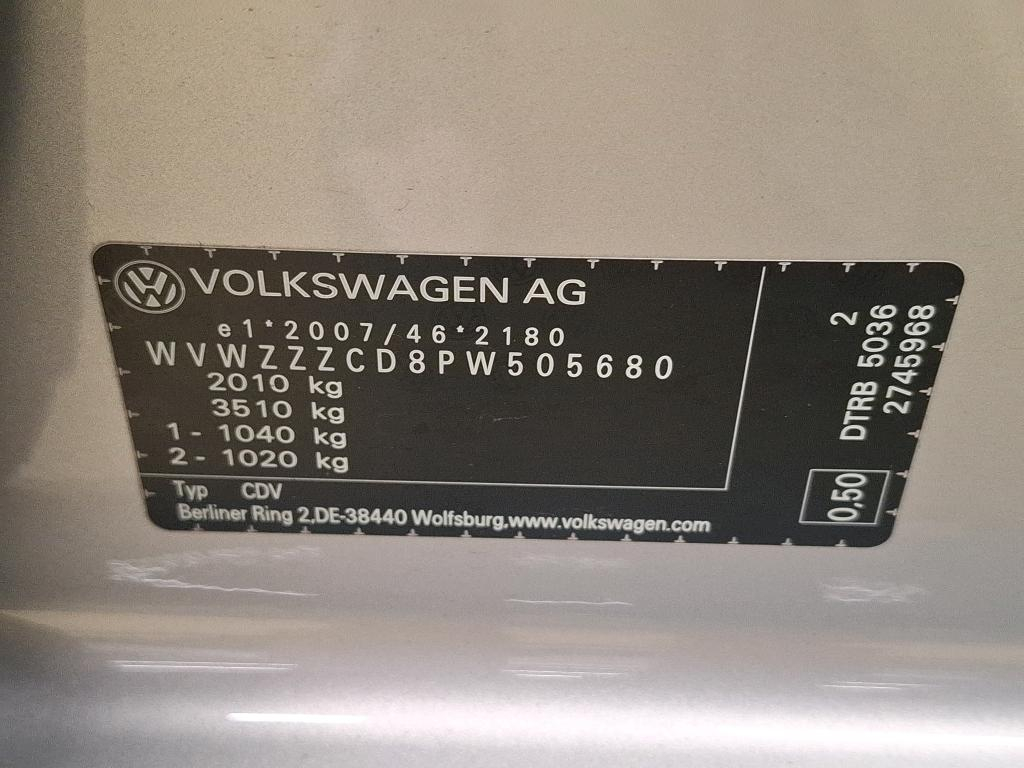 VOLKSWAGEN AG
e1*2007/46*2180
WVWZZZCD8PW505680
2010 kg
3510 kg
1 - 1040 kg
2 - 1020 kg
Typ CDV
Berliner Ring 2,DE-38440 Wolfsburg,www.volkswagen.com
2
DTRB 5036
2745968
0,50